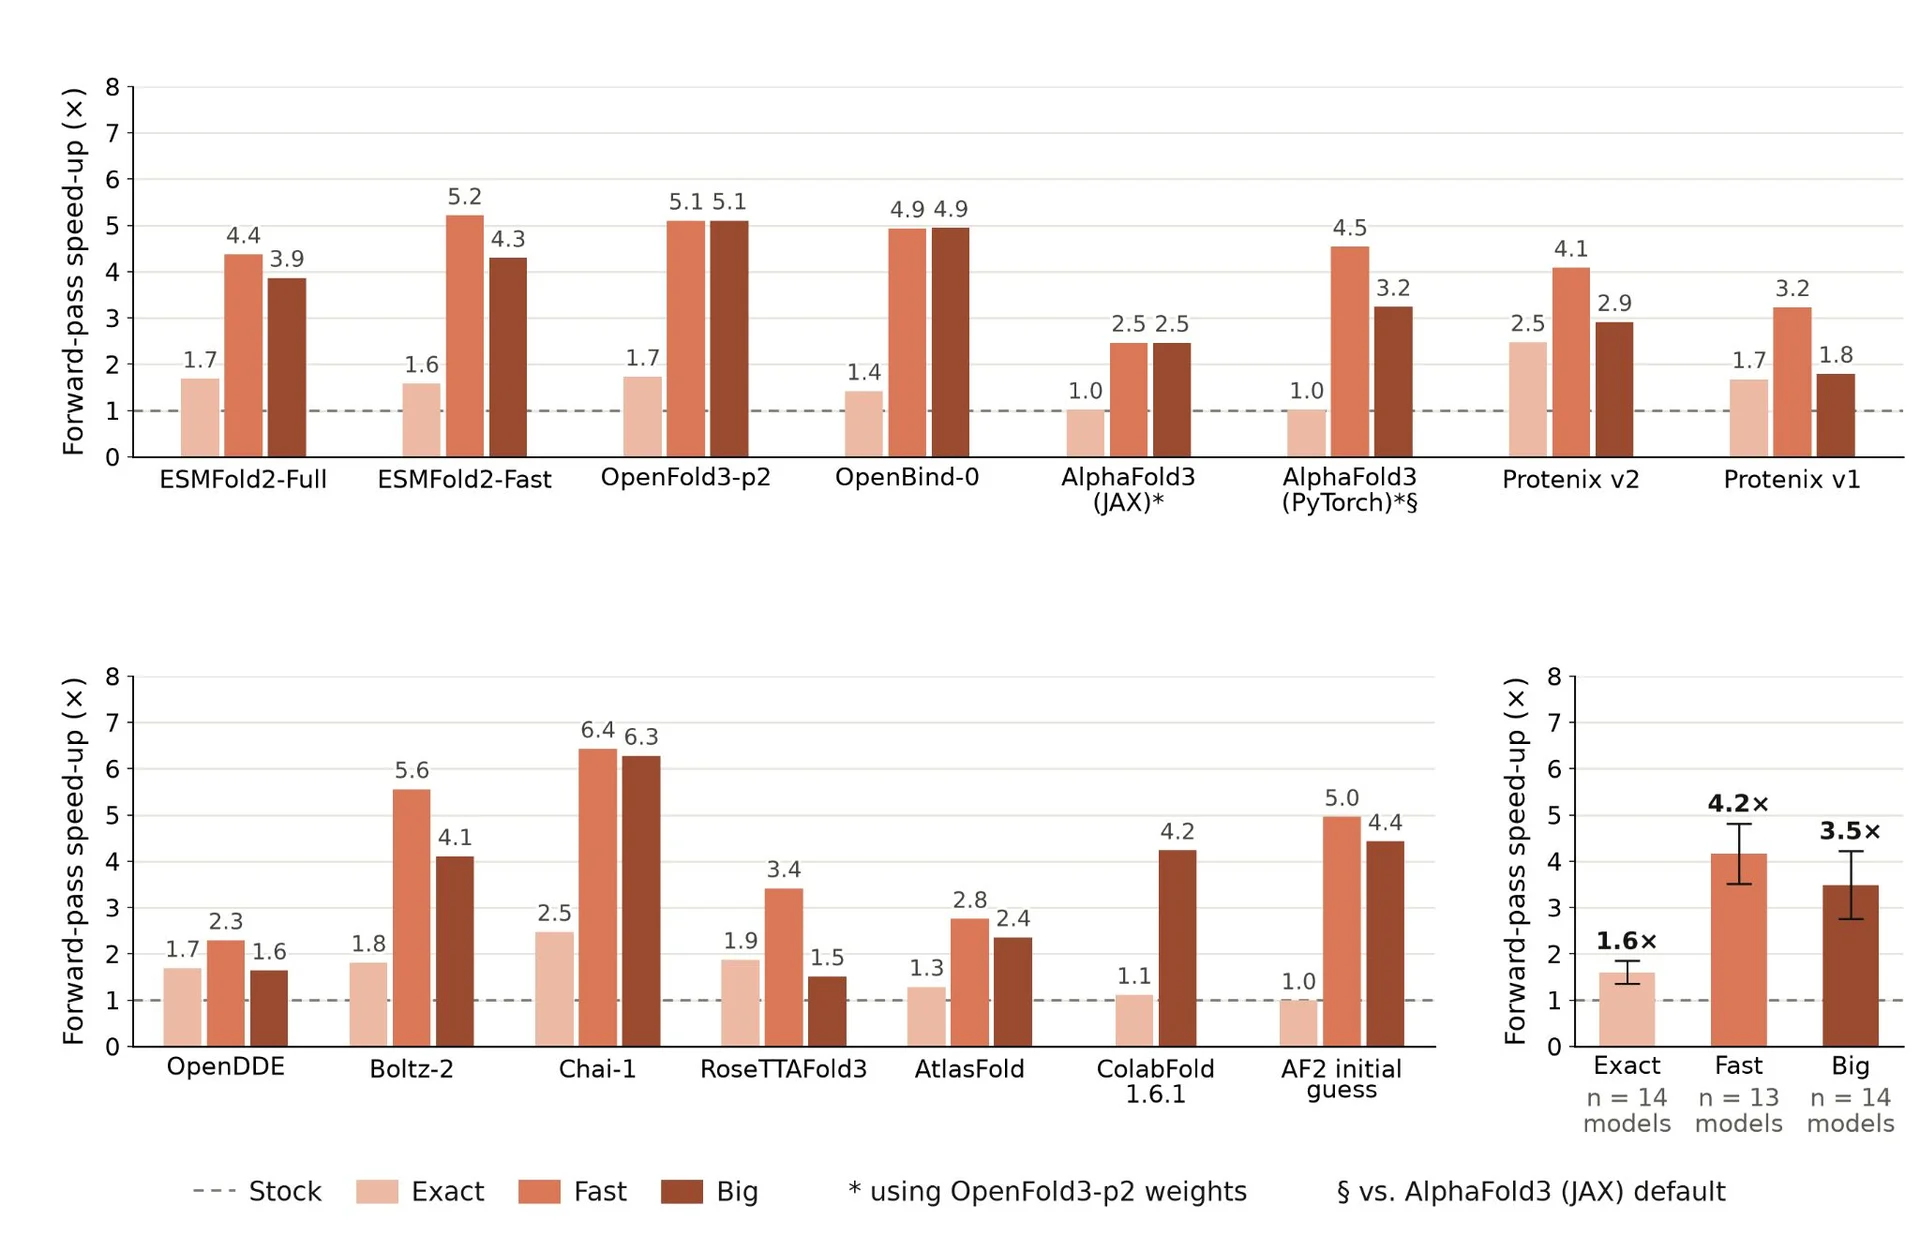 Forward-pass speed-up (×)
8
7
6
5
4
3
2
1
0
1.7 4.4 3.9
1.6 5.2 4.3
1.7 5.1 5.1
1.4 4.9 4.9
1.0 2.5 2.5
1.0 4.5 3.2
2.5 4.1 2.9
1.7 3.2 1.8
ESMFold2-Full
ESMFold2-Fast
OpenFold3-p2
OpenBind-0
AlphaFold3
(JAX)*
AlphaFold3
(PyTorch)*§
Protenix v2
Protenix v1
Forward-pass speed-up (×)
8
7
6
5
4
3
2
1
0
1.7 2.3 1.6
1.8 5.6 4.1
2.5 6.4 6.3
1.9 3.4 1.5
1.3 2.8 2.4
1.1 4.2
1.0 5.0 4.4
OpenDDE
Boltz-2
Chai-1
RoseTTAFold3
AtlasFold
ColabFold
1.6.1
AF2 initial
guess
Forward-pass speed-up (×)
8
7
6
5
4
3
2
1
0
1.6×
4.2×
3.5×
Exact
n = 14
models
Fast
n = 13
models
Big
n = 14
models
Stock
Exact
Fast
Big
* using OpenFold3-p2 weights
§ vs. AlphaFold3 (JAX) default